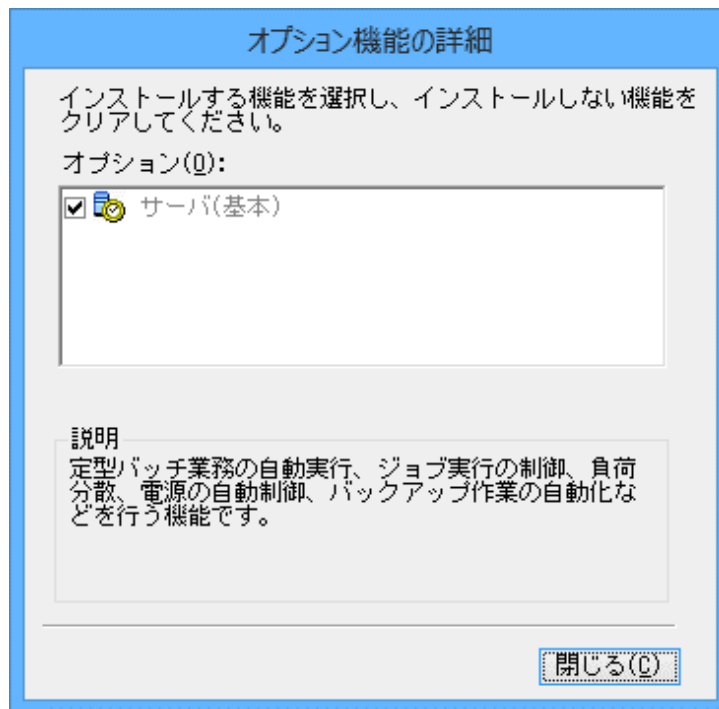 オプション機能の詳細
インストールする機能を選択し、インストールしない機能を
クリアしてください。
オプション(O):
サーバ(基本)
説明
定型バッチ業務の自動実行、ジョブ実行の制御、負荷
分散、電源の自動制御、バックアップ作業の自動化な
どを行う機能です。
閉じる(C)